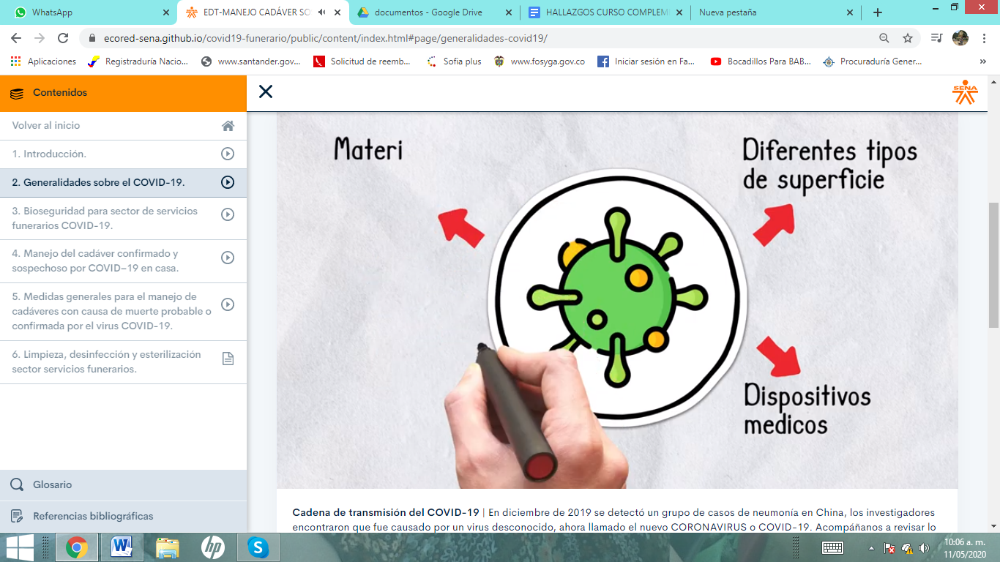 WhatsApp
EDT-MANEJO CADÁVER SO
documentos - Google Drive
HALLAZGOS CURSO COMPLEM
Nueva pestaña
ecored-sena.github.io/covid19-funerario/public/content/index.html#page/generalidades-covid19/
Aplicaciones
Registraduría Nacio...
www.santander.gov...
Solicitud de reemb...
Sofia plus
www.fosyga.gov.co
Iniciar sesión en Fa...
Bocadillos Para BAB...
Procuraduría Gener...
»
Contenidos
SENA
Volver al inicio
1. Introducción.
2. Generalidades sobre el COVID-19.
3. Bioseguridad para sector de servicios
funerarios COVID-19.
4. Manejo del cadáver confirmado y
sospechoso por COVID–19 en casa.
5. Medidas generales para el manejo de
cadáveres con causa de muerte probable o
confirmada por el virus COVID-19.
6. Limpieza, desinfección y esterilización
sector servicios funerarios.
Glosario
Referencias bibliográficas
Materi
Diferentes tipos
de superficie
Dispositivos
medicos
Cadena de transmisión del COVID-19 | En diciembre de 2019 se detectó un grupo de casos de neumonía en China, los investigadores
encontraron que fue causado por un virus desconocido, ahora llamado el nuevo CORONAVIRUS o COVID-19. Acompáñanos a revisar lo
hp
10:06 a. m.
11/05/2020